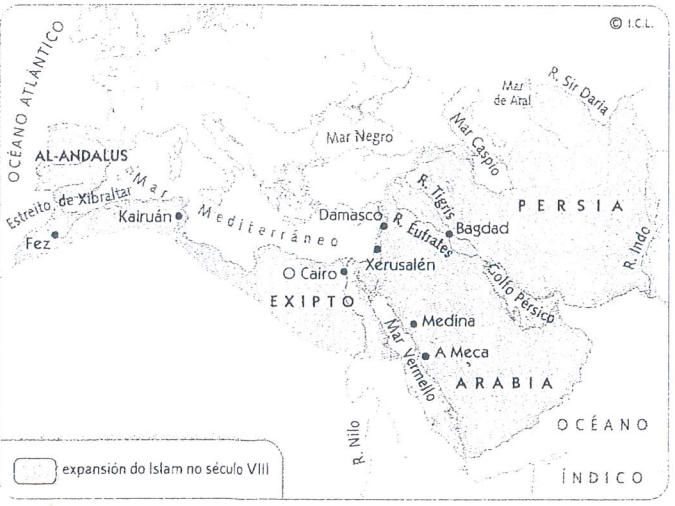 © I.C.L.
OCÉANO ATLÁNTICO
Mar de Aral
R. Sir Daria
Mar Negro
Mar Caspio
AL-ANDALUS
Estreito de Xibraltar
Mar Mediterráneo
Kairuán
Fez
Damasco
R. Tigris
R. Éufrates
Bagdad
PERSIA
R. Indo
Xerusalén
O Cairo
EXIPTO
Golfo Pérsico
Medina
Mar Vermello
A Meca
ARABIA
R. Nilo
OCÉANO
ÍNDICO
expansión do Islam no século VIII